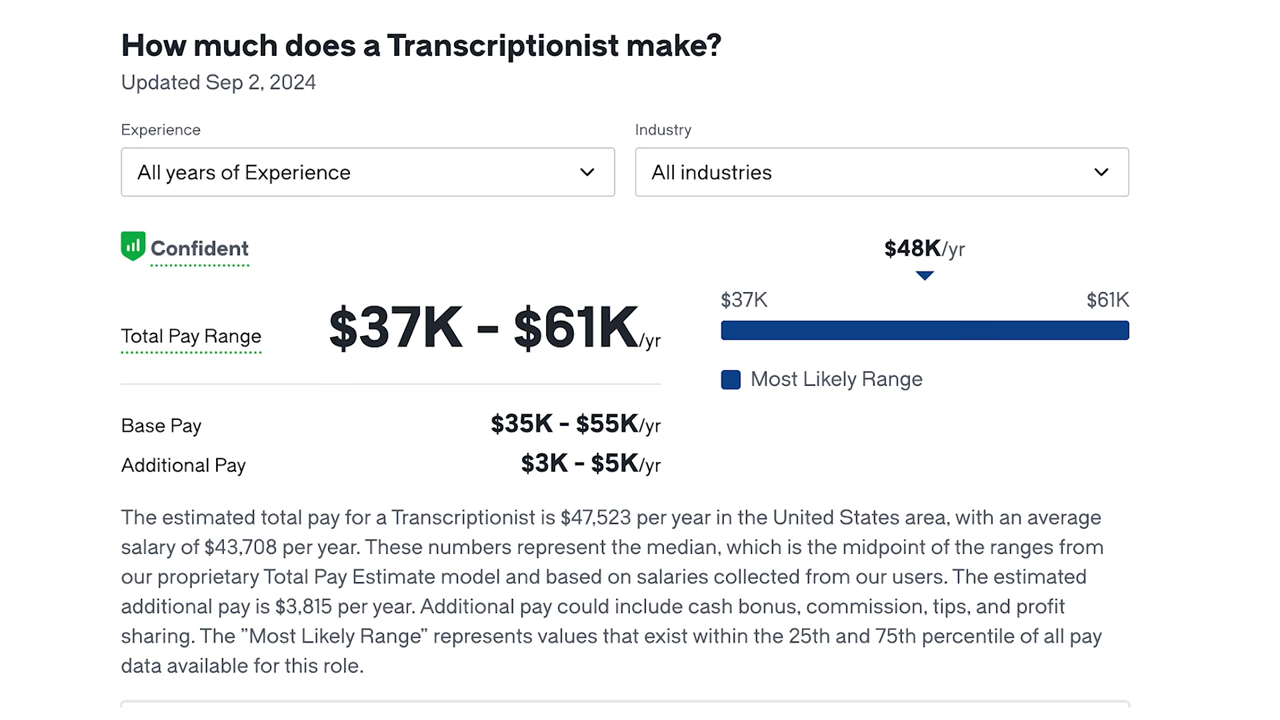 How much does a Transcriptionist make?
Updated Sep 2, 2024
Experience
All years of Experience
Industry
All industries
Confident
Total Pay Range
$37K - $61K/yr
Base Pay
$35K - $55K/yr
Additional Pay
$3K - $5K/yr
$48K/yr
$37K
$61K
Most Likely Range
The estimated total pay for a Transcriptionist is $47,523 per year in the United States area, with an average
salary of $43,708 per year. These numbers represent the median, which is the midpoint of the ranges from
our proprietary Total Pay Estimate model and based on salaries collected from our users. The estimated
additional pay is $3,815 per year. Additional pay could include cash bonus, commission, tips, and profit
sharing. The ”Most Likely Range” represents values that exist within the 25th and 75th percentile of all pay
data available for this role.